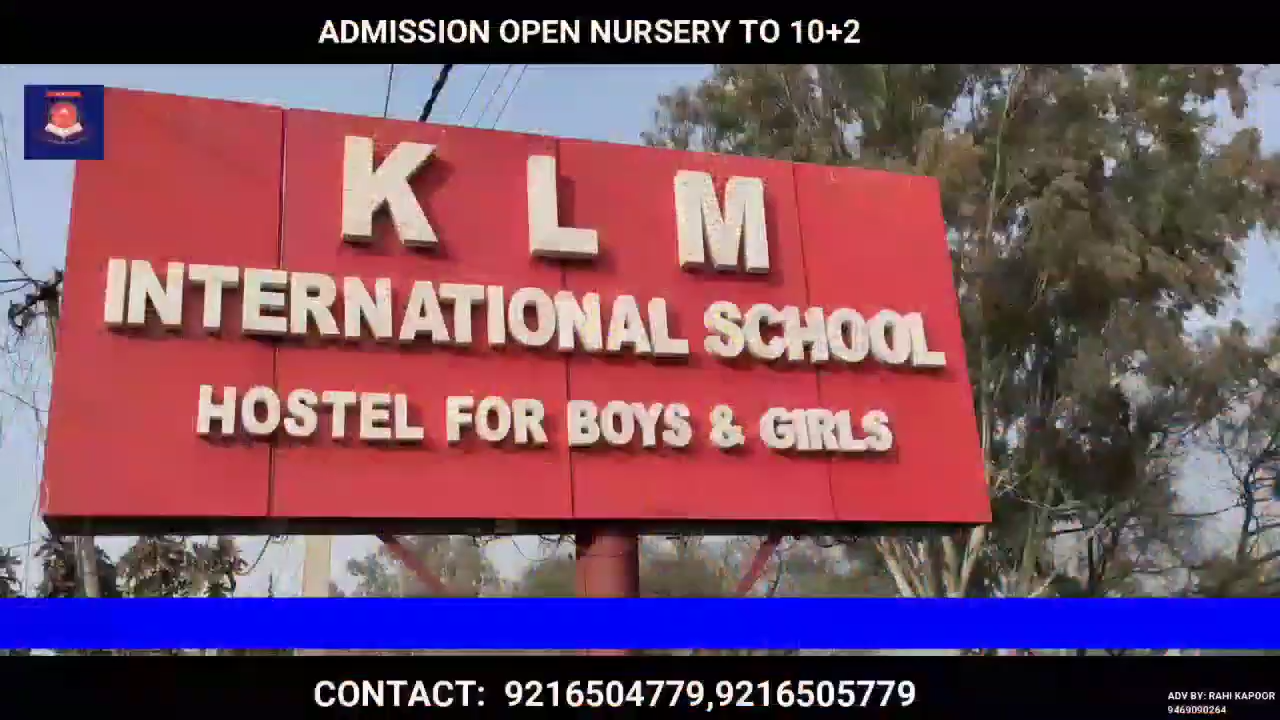 ADMISSION OPEN NURSERY TO 10+2
K L M
INTERNATIONAL SCHOOL
HOSTEL FOR BOYS & GIRLS
CONTACT: 9216504779,9216505779
ADV BY: RAHI KAPOOR
9469090264